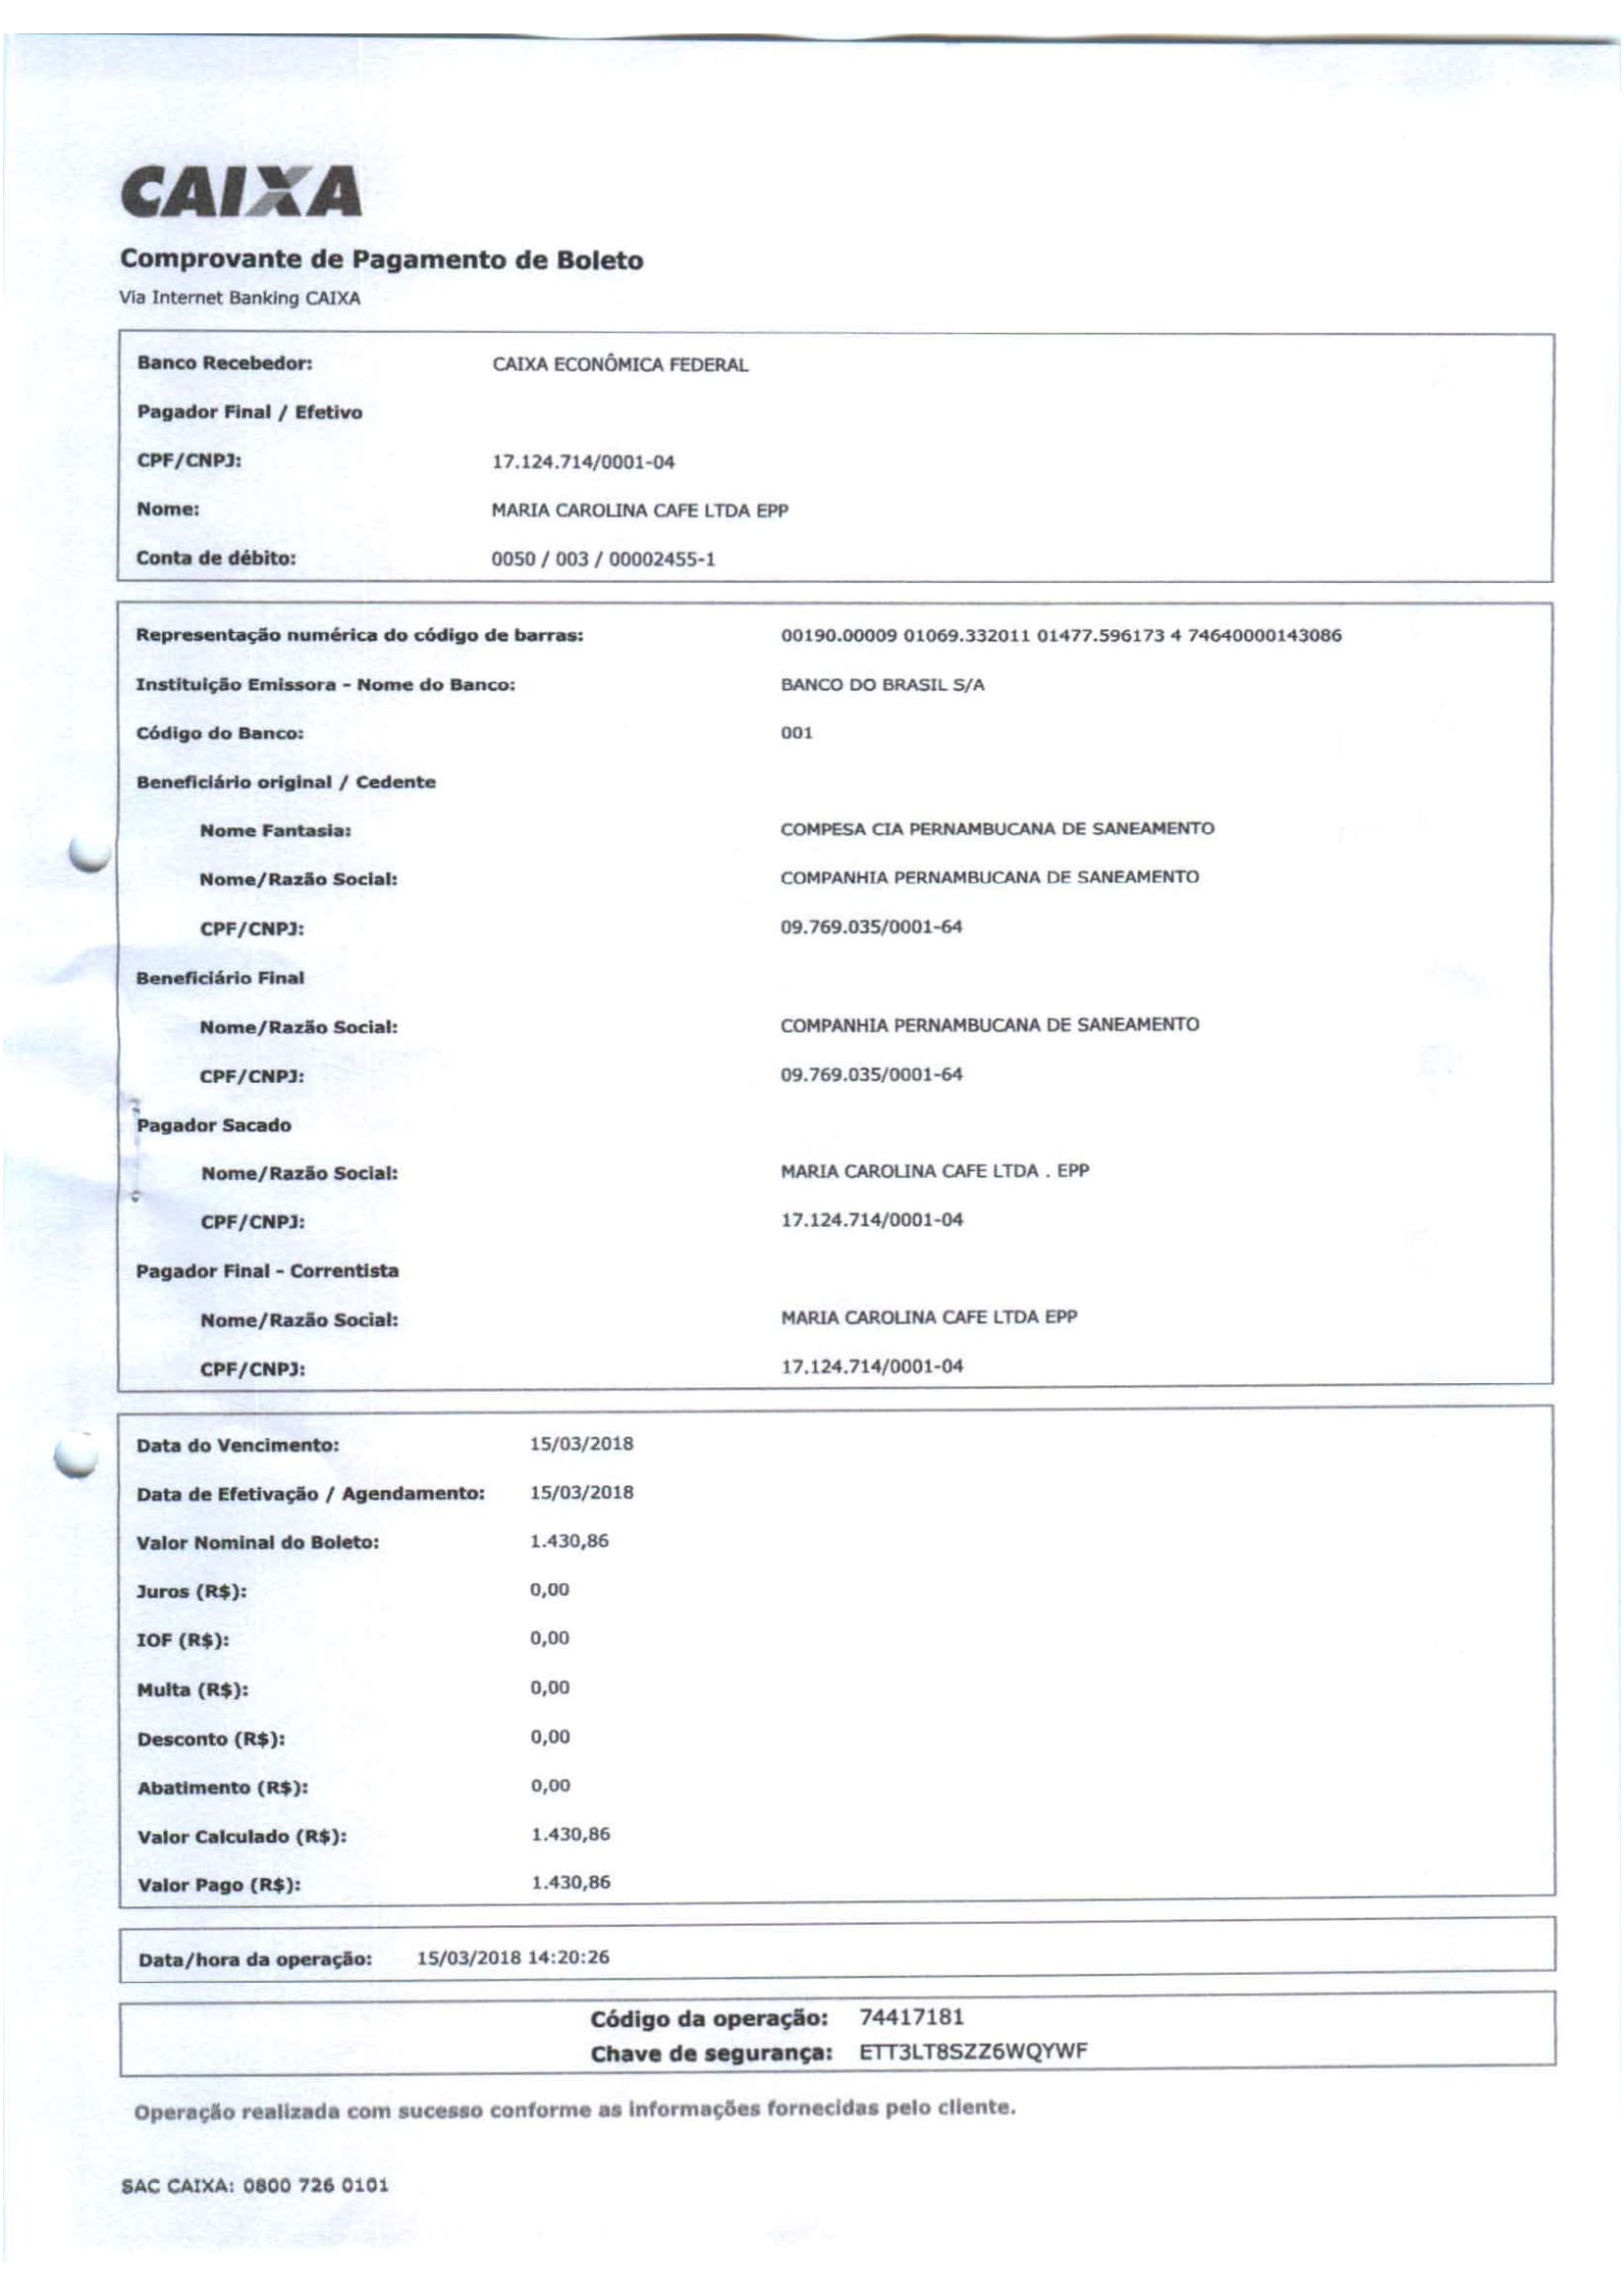 CAIXA
Comprovante de Pagamento de Boleto
Via Internet Banking CAIXA
Banco Recebedor: CAIXA ECONÔMICA FEDERAL
Pagador Final / Efetivo
CPF/CNPJ: 17.124.714/0001-04
Nome: MARIA CAROLINA CAFE LTDA EPP
Conta de débito: 0050 / 003 / 00002455-1
Representação numérica do código de barras: 00190.00009 01069.332011 01477.596173 4 74640000143086
Instituição Emissora - Nome do Banco: BANCO DO BRASIL S/A
Código do Banco: 001
Beneficiário original / Cedente
Nome Fantasia: COMPESA CIA PERNAMBUCANA DE SANEAMENTO
Nome/Razão Social: COMPANHIA PERNAMBUCANA DE SANEAMENTO
CPF/CNPJ: 09.769.035/0001-64
Beneficiário Final
Nome/Razão Social: COMPANHIA PERNAMBUCANA DE SANEAMENTO
CPF/CNPJ: 09.769.035/0001-64
Pagador Sacado
Nome/Razão Social: MARIA CAROLINA CAFE LTDA . EPP
CPF/CNPJ: 17.124.714/0001-04
Pagador Final - Correntista
Nome/Razão Social: MARIA CAROLINA CAFE LTDA EPP
CPF/CNPJ: 17.124.714/0001-04
Data do Vencimento: 15/03/2018
Data de Efetivação / Agendamento: 15/03/2018
Valor Nominal do Boleto: 1.430,86
Juros (R$): 0,00
IOF (R$): 0,00
Multa (R$): 0,00
Desconto (R$): 0,00
Abatimento (R$): 0,00
Valor Calculado (R$): 1.430,86
Valor Pago (R$): 1.430,86
Data/hora da operação: 15/03/2018 14:20:26
Código da operação: 74417181
Chave de segurança: ETT3LT8SZZ6WQYWF
Operação realizada com sucesso conforme as informações fornecidas pelo cliente.
SAC CAIXA: 0800 726 0101